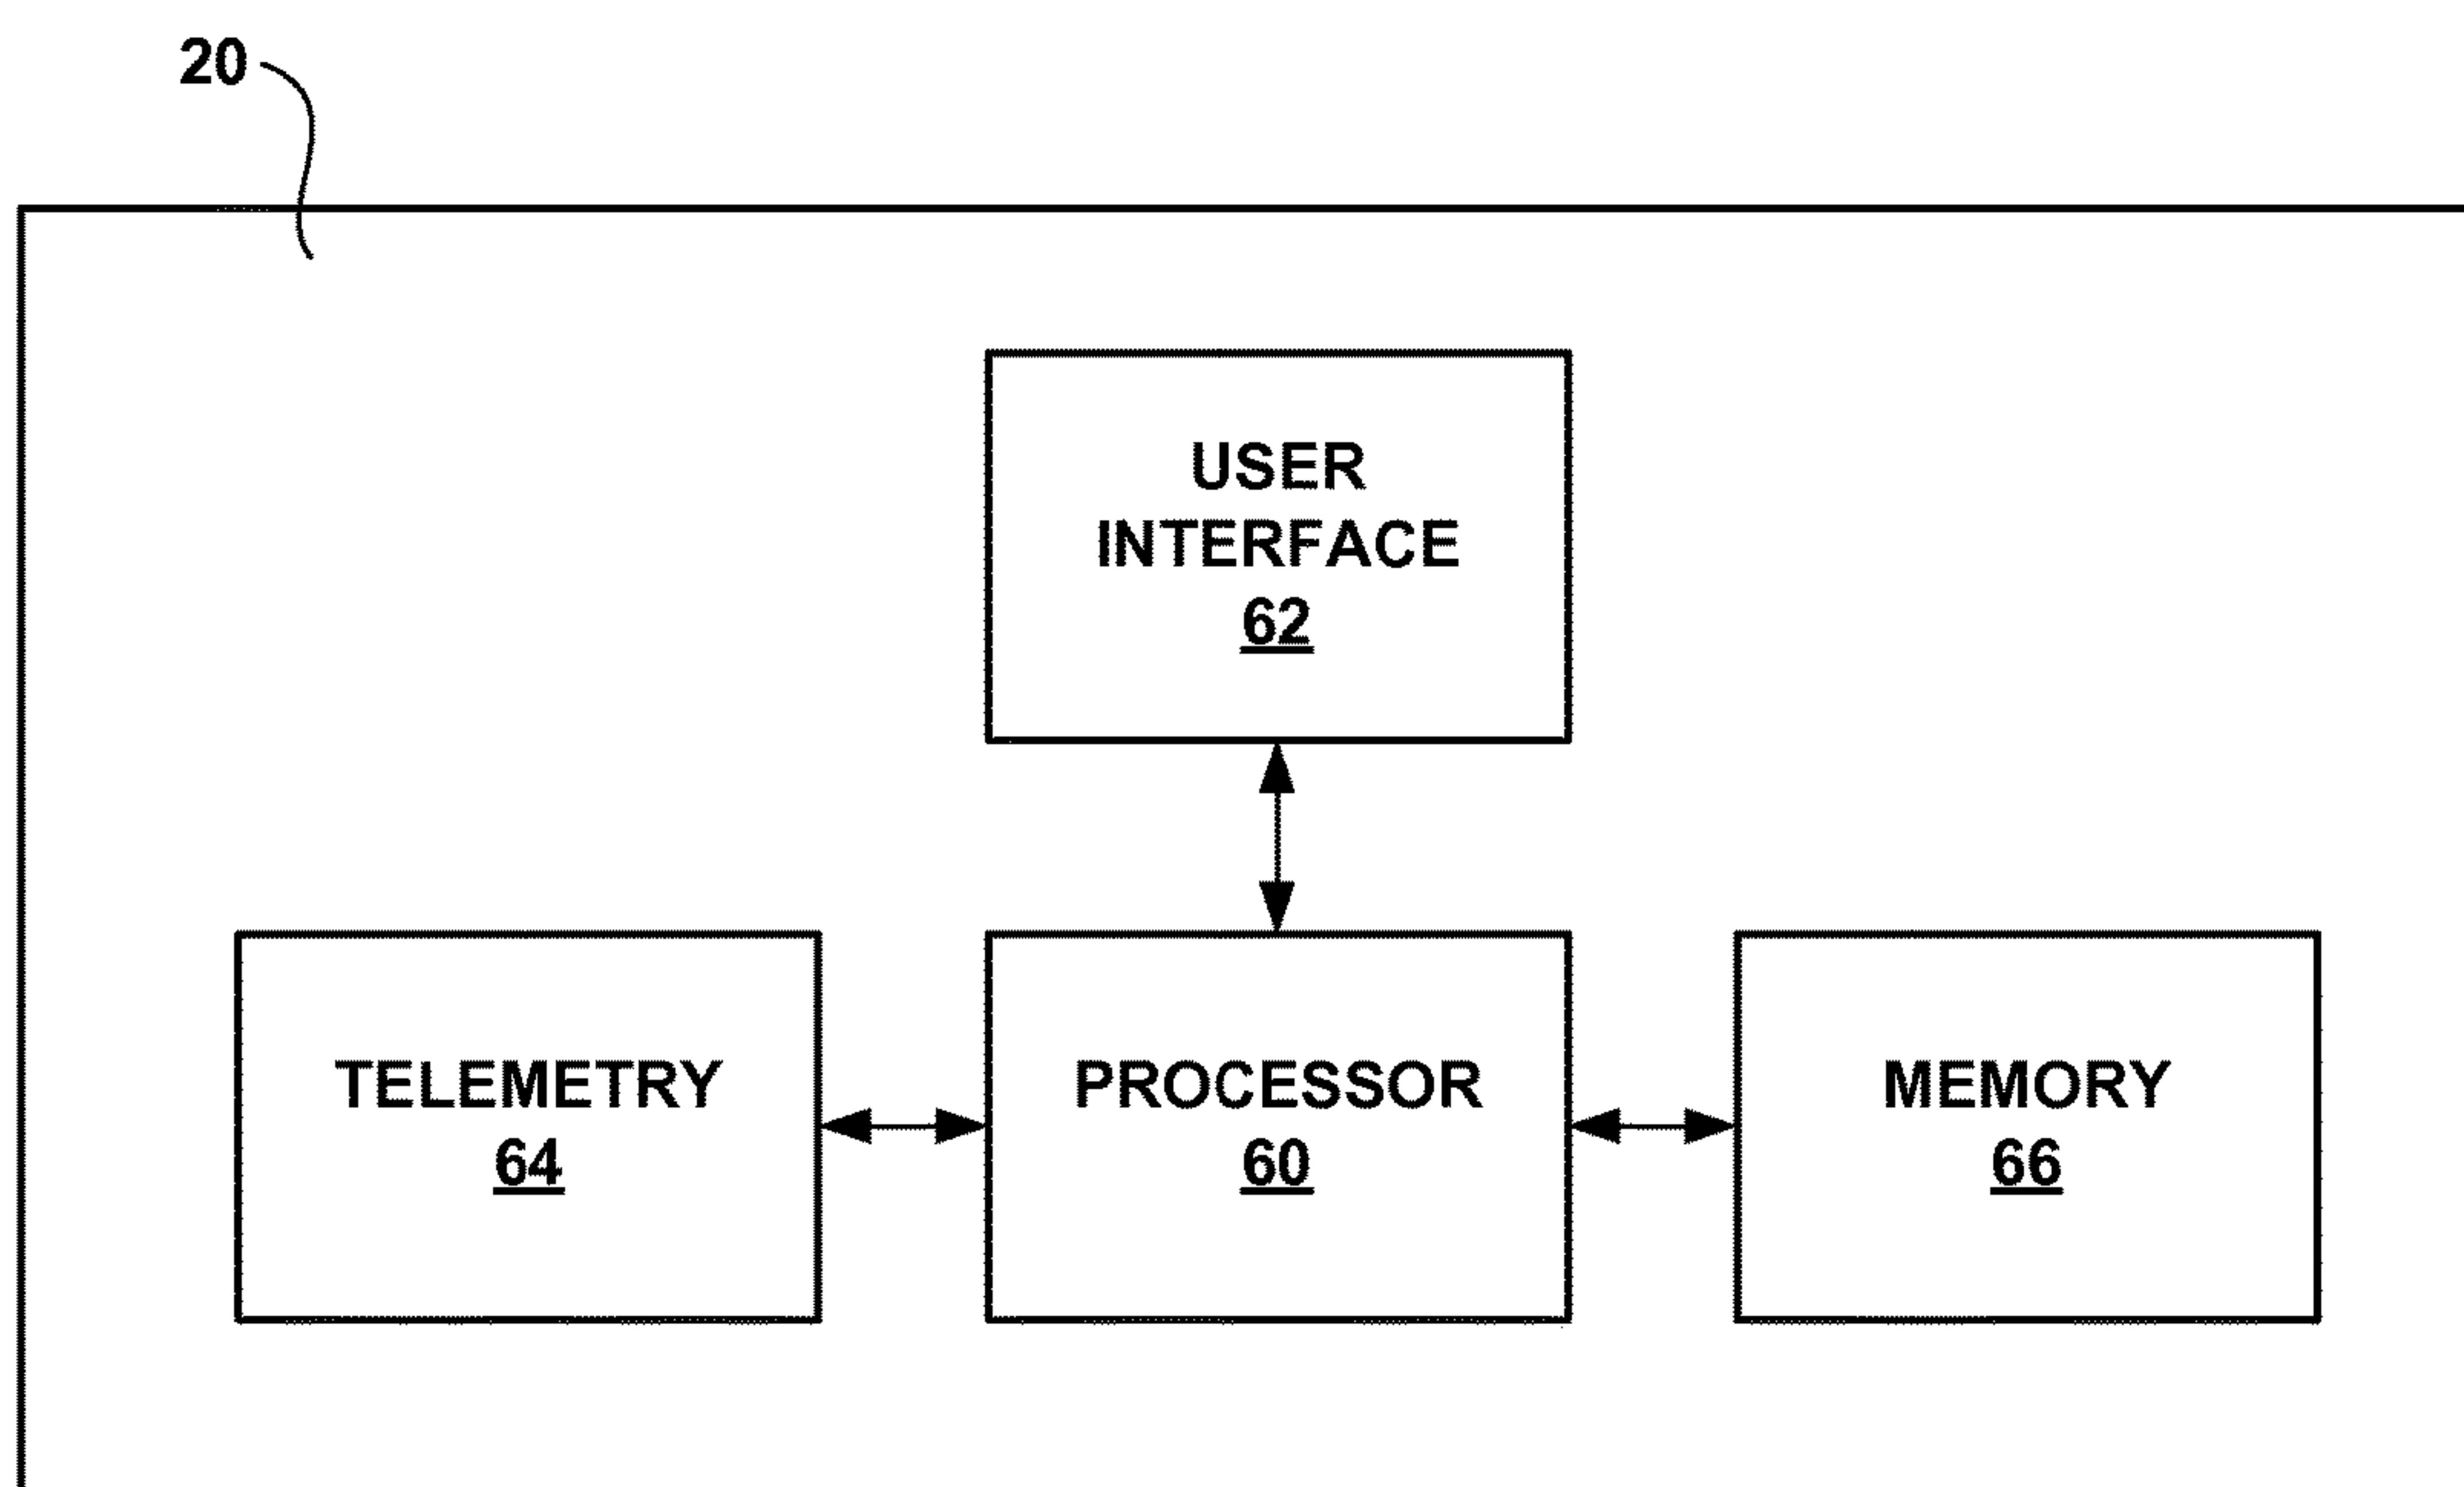 20
USER
INTERFACE
62
TELEMETRY
64
PROCESSOR
60
MEMORY
66